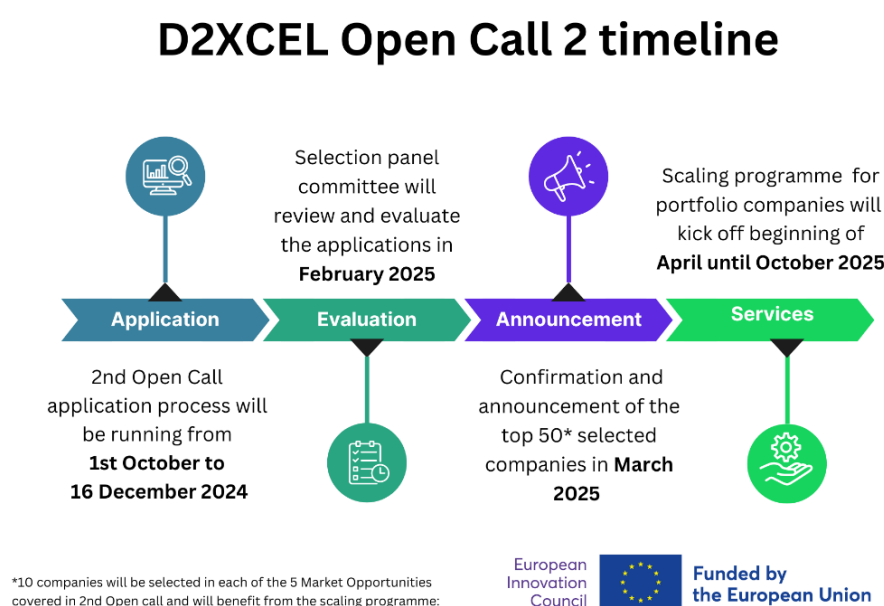 D2XCEL Open Call 2 timeline
Selection panel
committee will
review and evaluate
the applications in
February 2025
Scaling programme for
portfolio companies will
kick off beginning of
April until October 2025
Application
Evaluation
Announcement
Services
2nd Open Call
application process will
be running from
1st October to
16 December 2024
Confirmation and
announcement of the
top 50* selected
companies in March
2025
*10 companies will be selected in each of the 5 Market Opportunities
covered in 2nd Open call and will benefit from the scaling programme:
European
Innovation
Council
Funded by
the European Union